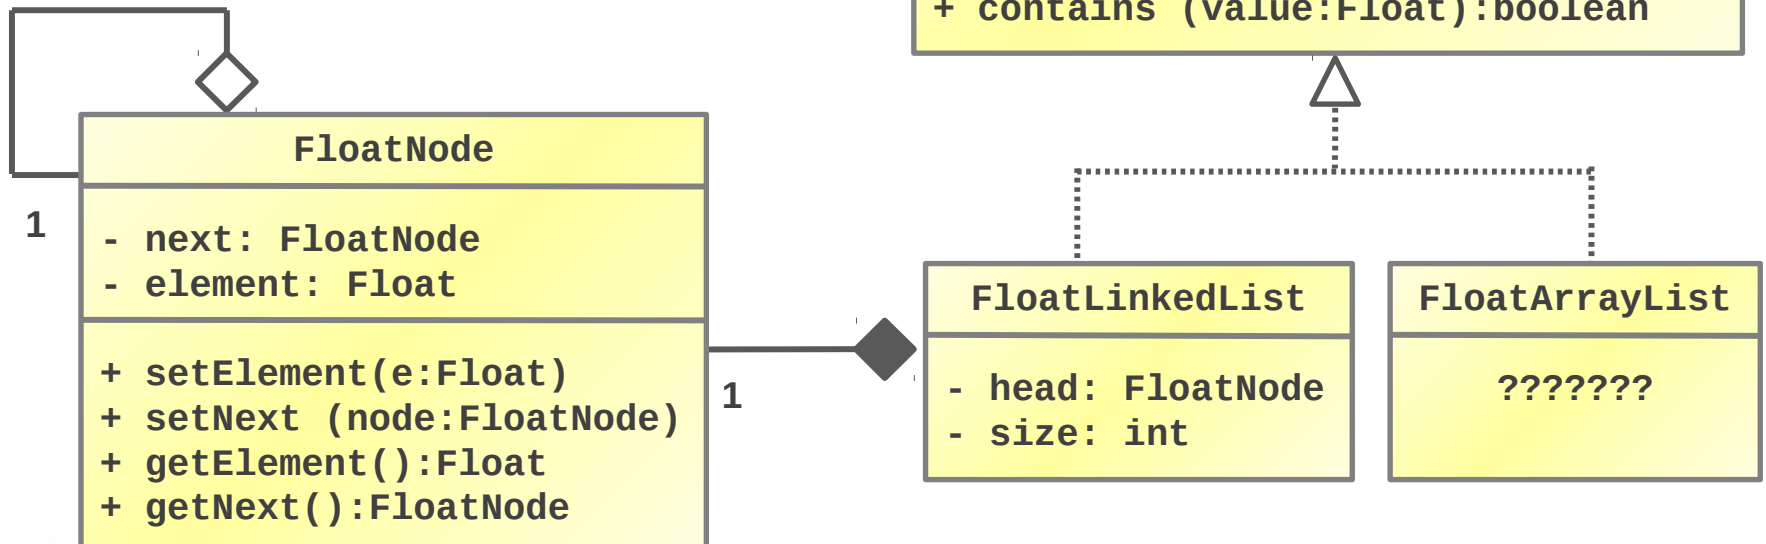 + contains (value:Float):boolean
FloatNode
1
- next: FloatNode
- element: Float
+ setElement(e:Float)
+ setNext (node:FloatNode)
+ getElement():Float
+ getNext():FloatNode
1
FloatLinkedList
- head: FloatNode
- size: int
FloatArrayList
???????